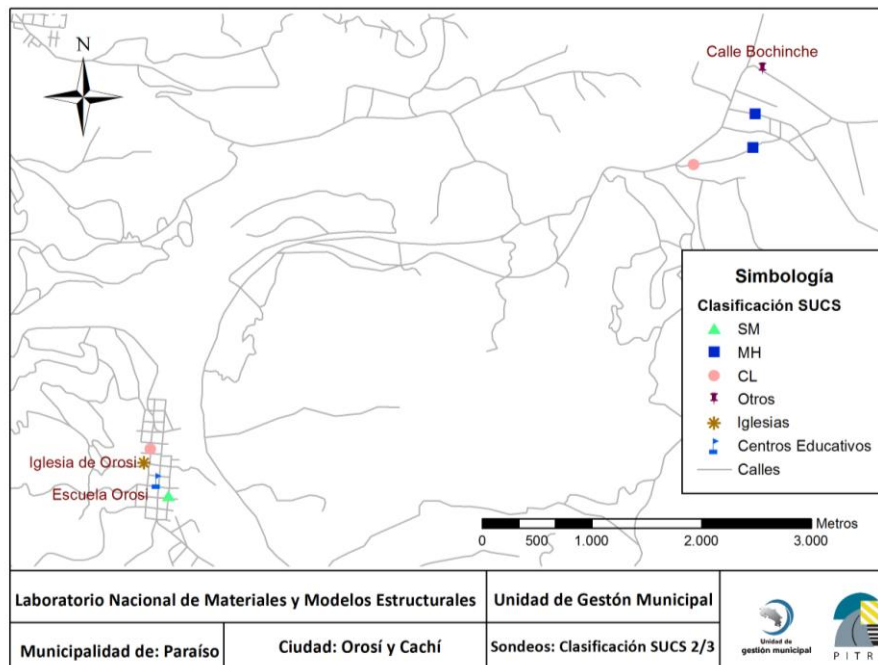 N
Calle Bochinche
Simbología
Clasificación SUCS
SM
MH
CL
Otros
Iglesias
Centros Educativos
Calles
Iglesia de Orosi
Escuela Orosi
0 500 1.000 2.000 3.000 Metros
Laboratorio Nacional de Materiales y Modelos Estructurales
Unidad de Gestión Municipal
Municipalidad de: Paraíso
Ciudad: Orosí y Cachí
Sondeos: Clasificación SUCS 2/3
Unidad de
gestión municipal
P I T R